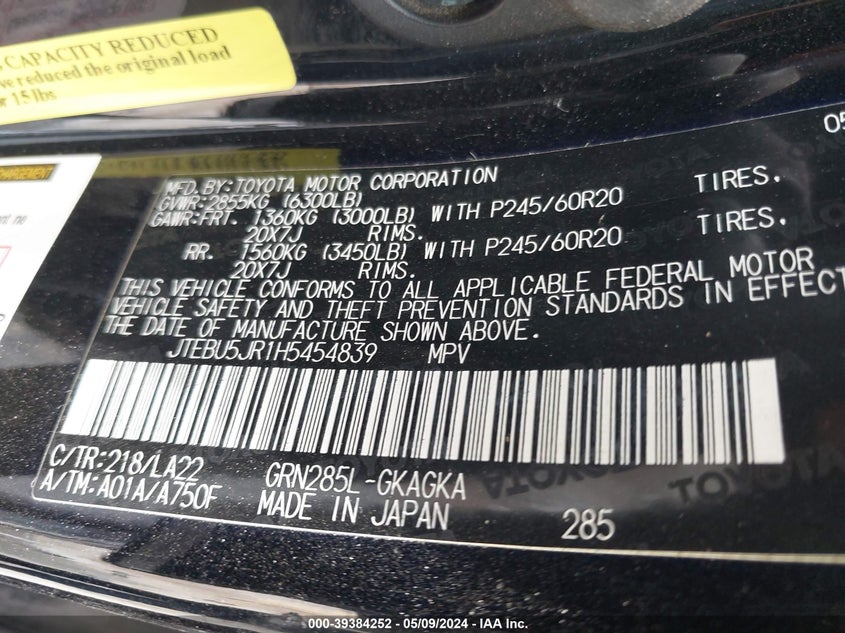 CAPACITY REDUCED
reduced the original load
or 15 lbs
05
MFD. BY: TOYOTA MOTOR CORPORATION
GVWR: 2855KG (6300LB)
GAWR: FRT. 1360KG (3000LB) WITH P245/60R20 TIRES.
20X7J RIMS.
RR. 1560KG (3450LB) WITH P245/60R20 TIRES.
20X7J RIMS.
THIS VEHICLE CONFORMS TO ALL APPLICABLE FEDERAL MOTOR
VEHICLE SAFETY AND THEFT PREVENTION STANDARDS IN EFFECT
THE DATE OF MANUFACTURE SHOWN ABOVE.
JTEBU5JR1H5454839 MPV
C/TR: 218/LA22 GRN285L-GKAGKA
A/TM: A01A/A750F MADE IN JAPAN 285
000-39384252 - 05/09/2024 - IAA Inc.